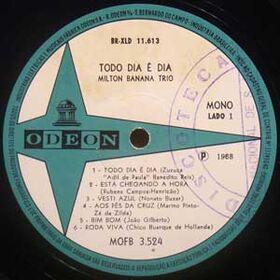 BR-XLD 11.613
TODO DIA É DIA
MILTON BANANA TRIO
MONO
LADO 1
ODEON
℗ 1968
DISCOTECA
1 - TODO DIA É DIA (Zuzuca
"Adil de Paula" Benedito Reis)
2 - ESTÁ CHEGANDO A HORA
(Rubens Campos-Henricão)
3 - VESTI AZUL (Nonato Buzar)
4 - AOS PÉS DA CRUZ (Marino Pinto-
Zé da Zilda)
5 - BIM BOM (João Gilberto)
6 - RODA VIVA (Chico Buarque de Hollanda)
MOFB 3.524